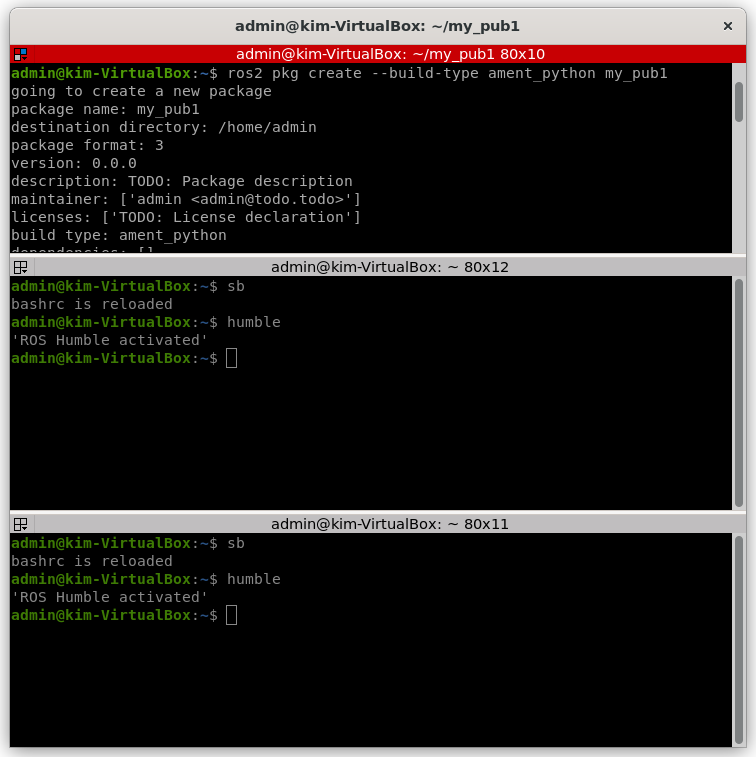 admin@kim-VirtualBox: ~/my_pub1
admin@kim-VirtualBox: ~/my_pub1 80x10
admin@kim-VirtualBox:~$ ros2 pkg create --build-type ament_python my_pub1
going to create a new package
package name: my_pub1
destination directory: /home/admin
package format: 3
version: 0.0.0
description: TODO: Package description
maintainer: ['admin <admin@todo.todo>']
licenses: ['TODO: License declaration']
build type: ament_python
dependencies: []
admin@kim-VirtualBox: ~ 80x12
admin@kim-VirtualBox:~$ sb
bashrc is reloaded
admin@kim-VirtualBox:~$ humble
'ROS Humble activated'
admin@kim-VirtualBox:~$
admin@kim-VirtualBox: ~ 80x11
admin@kim-VirtualBox:~$ sb
bashrc is reloaded
admin@kim-VirtualBox:~$ humble
'ROS Humble activated'
admin@kim-VirtualBox:~$